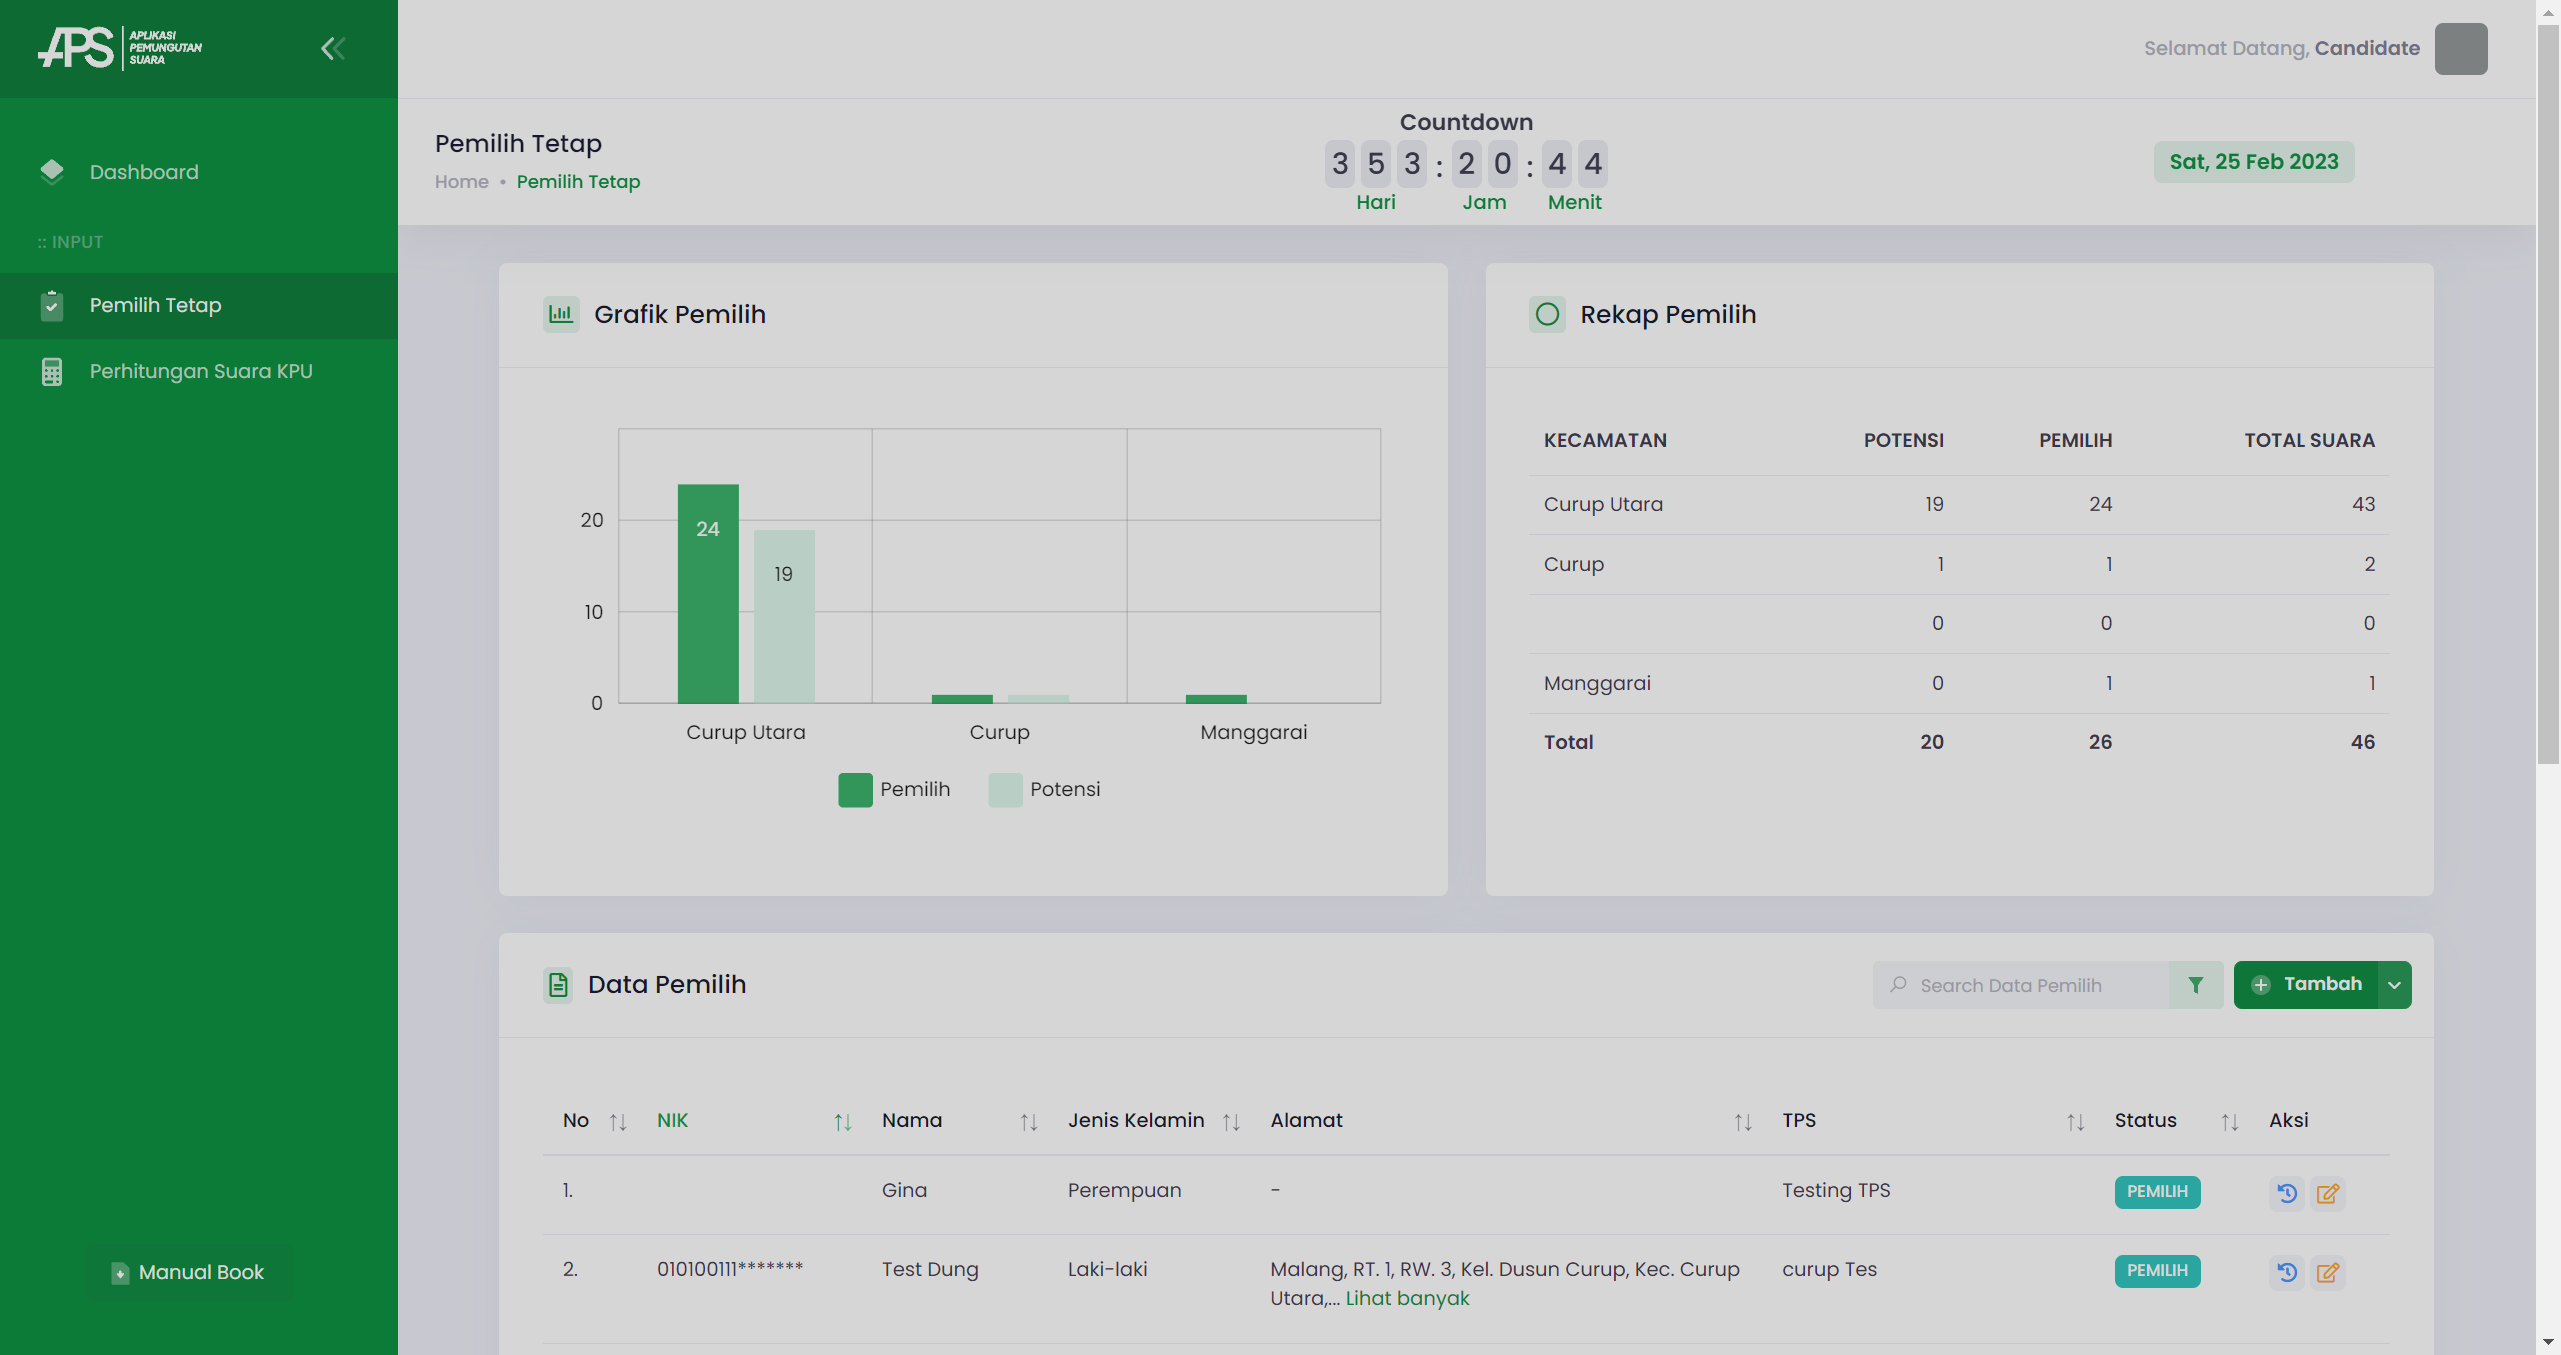 APS APLIKASI PEMUNGUTAN SUARA
Selamat Datang, Candidate
Dashboard
:: INPUT
Pemilih Tetap
Perhitungan Suara KPU
Manual Book
Pemilih Tetap
Home • Pemilih Tetap
Countdown
3 5 3 : 2 0 : 4 4
Hari Jam Menit
Sat, 25 Feb 2023
Grafik Pemilih
20
10
0
24
19
Curup Utara Curup Manggarai
Pemilih Potensi
Rekap Pemilih
KECAMATAN POTENSI PEMILIH TOTAL SUARA
Curup Utara 19 24 43
Curup 1 1 2
0 0 0
Manggarai 0 1 1
Total 20 26 46
Data Pemilih
Search Data Pemilih
Tambah
No NIK Nama Jenis Kelamin Alamat TPS Status Aksi
1. Gina Perempuan - Testing TPS PEMILIH
2. 010100111******* Test Dung Laki-laki Malang, RT. 1, RW. 3, Kel. Dusun Curup, Kec. Curup curup Tes PEMILIH
Utara,... Lihat banyak